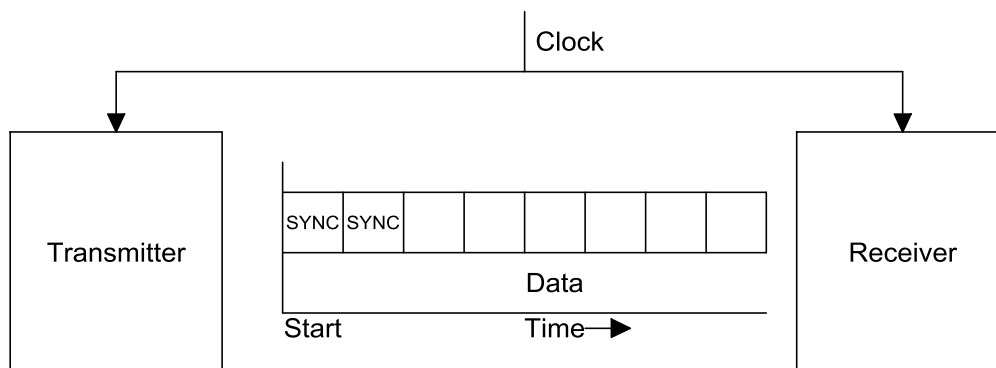 Clock
SYNC SYNC
Transmitter
Receiver
Data
Start
Time